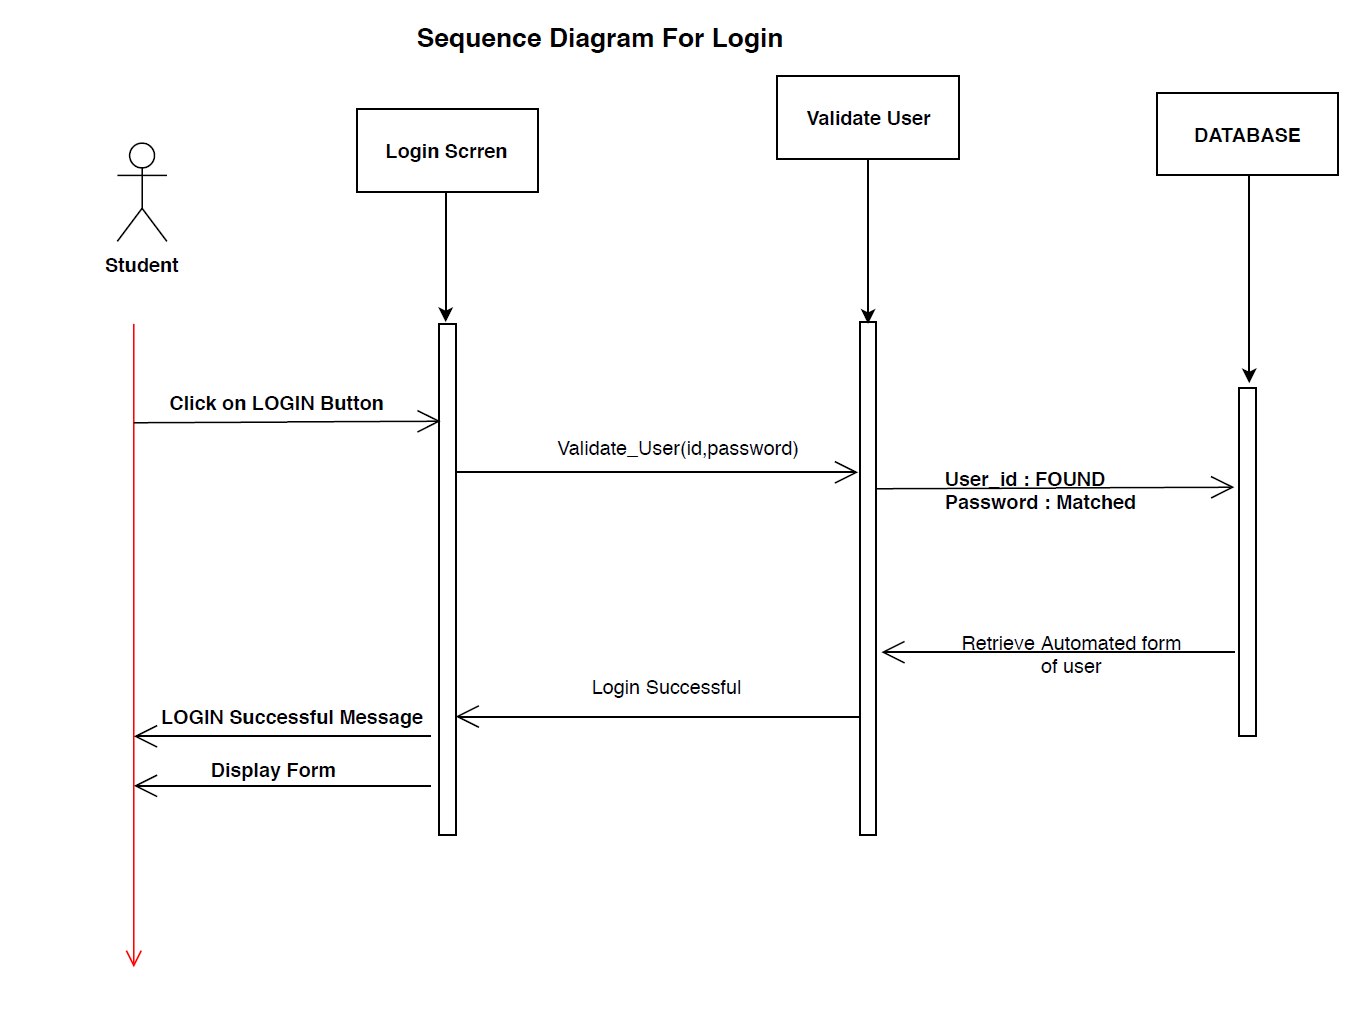 Sequence Diagram For Login
Validate User
DATABASE
Login Scrren
Student
Click on LOGIN Button
Validate_User(id,password)
User_id : FOUND
Password : Matched
Retrieve Automated form
of user
Login Successful
LOGIN Successful Message
Display Form